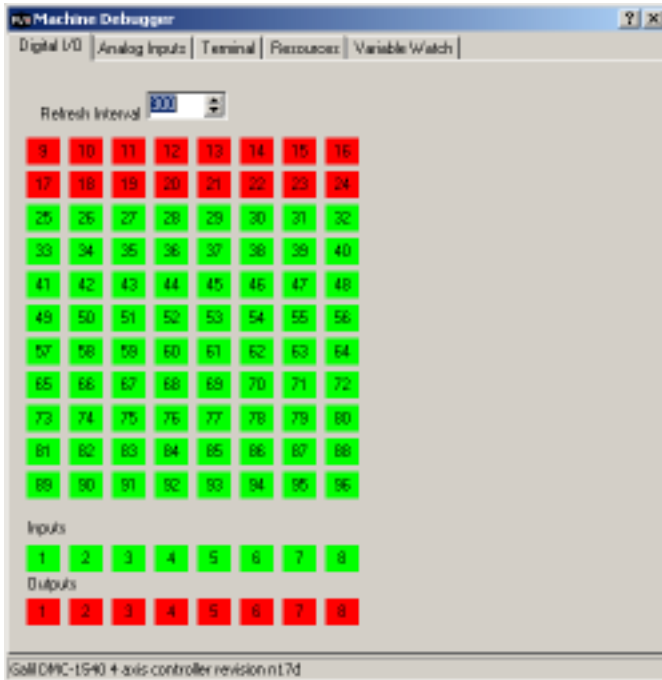 Machine Debugger
Digital I/O Analog Inputs Terminal Resources Variable Watch
Refresh Interval 300
9 10 11 12 13 14 15 16
17 18 19 20 21 22 23 24
25 26 27 28 29 30 31 32
33 34 35 36 37 38 39 40
41 42 43 44 45 46 47 48
49 50 51 52 53 54 55 56
57 58 59 60 61 62 63 64
65 66 67 68 69 70 71 72
73 74 75 76 77 78 79 80
81 82 83 84 85 86 87 88
89 90 91 92 93 94 95 96
Inputs
1 2 3 4 5 6 7 8
Outputs
1 2 3 4 5 6 7 8
Galil DMC-1540 4 axis controller revision n17d